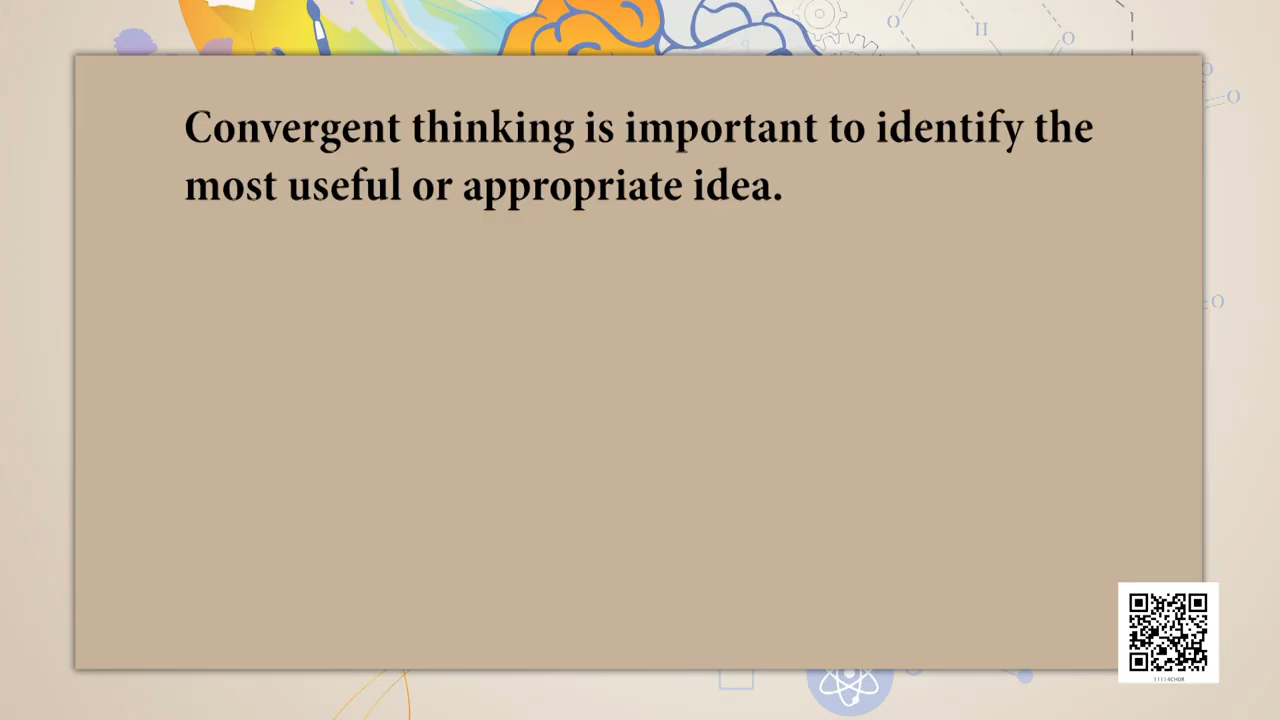 Convergent thinking is important to identify the
most useful or appropriate idea.
O
H
O
O
O
O